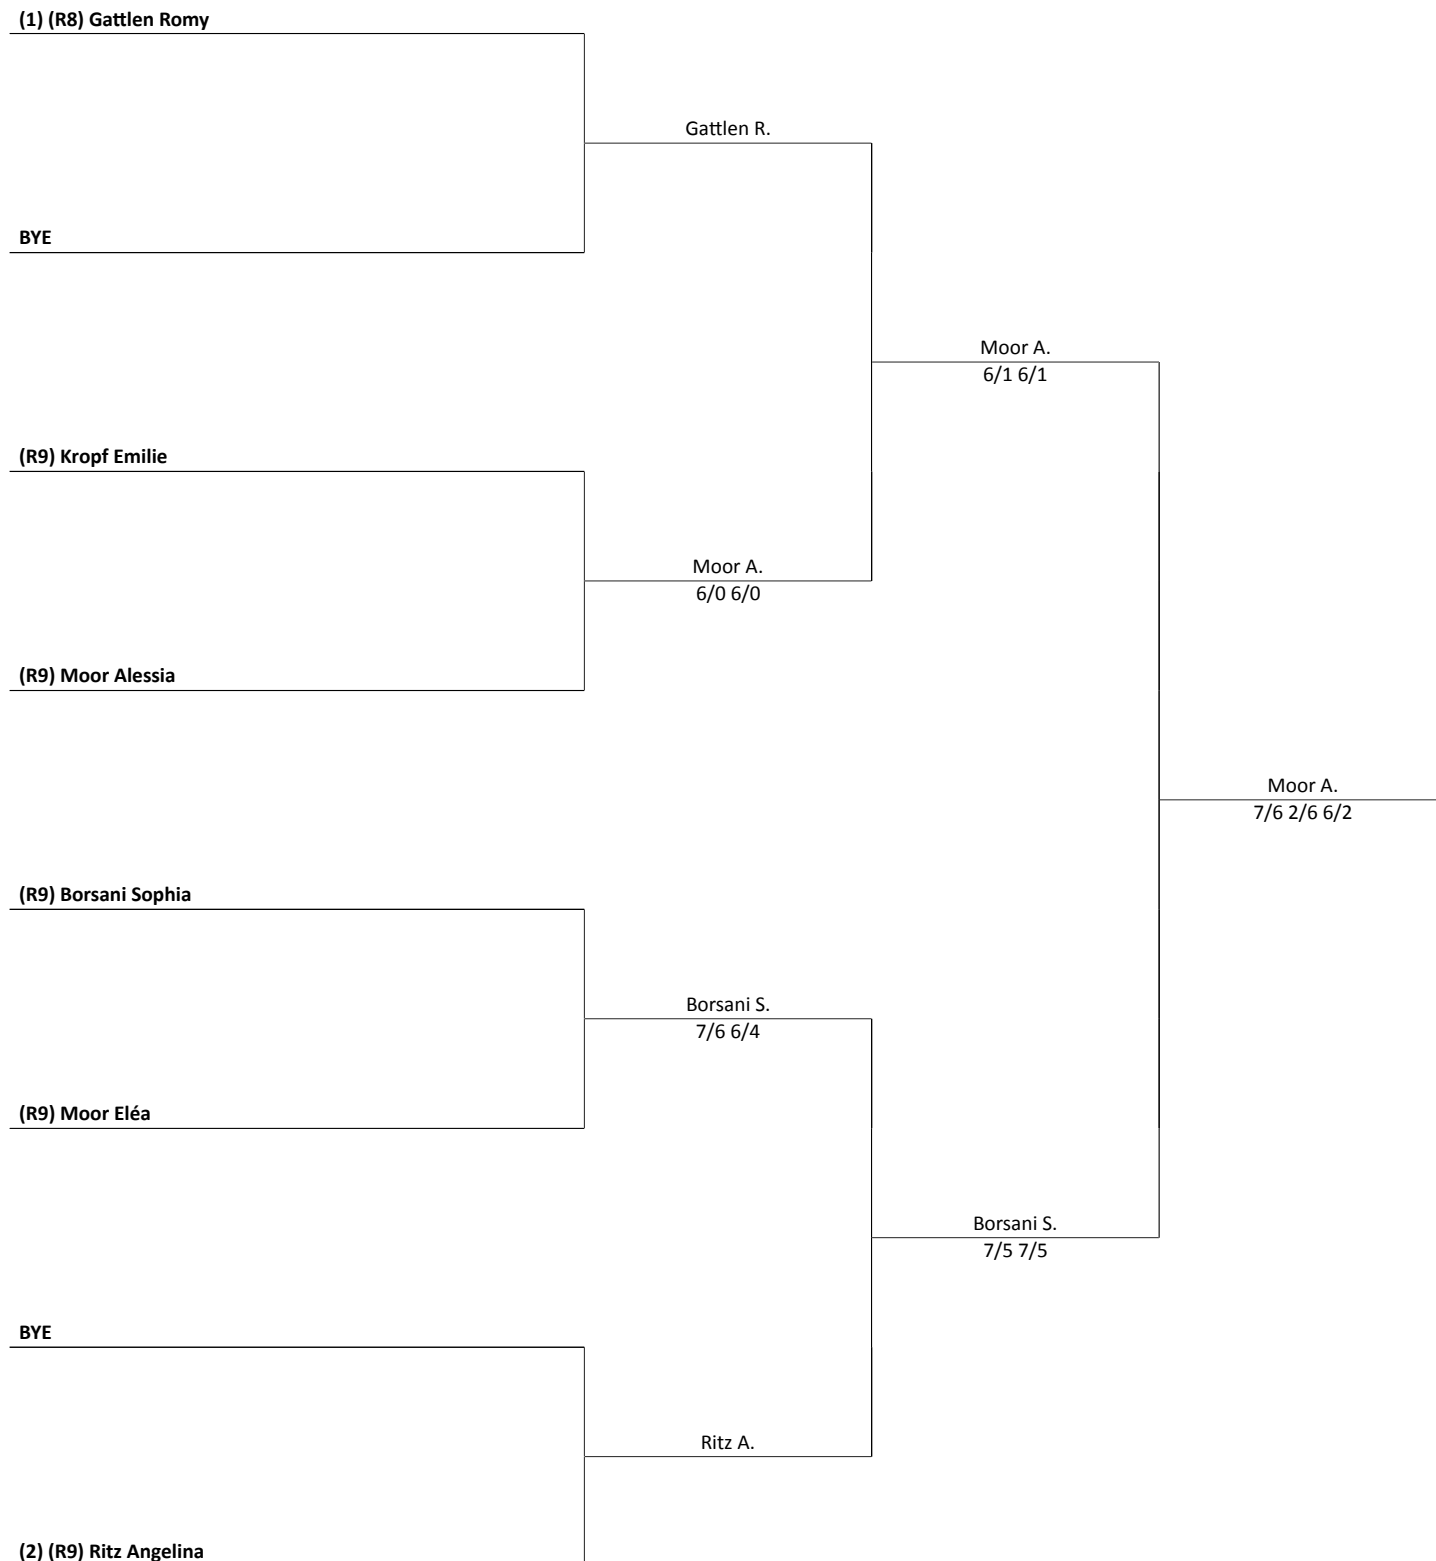 (1) (R8) Gattlen Romy
Gattlen R.
BYE
Moor A.
6/1 6/1
(R9) Kropf Emilie
Moor A.
6/0 6/0
(R9) Moor Alessia
Moor A.
7/6 2/6 6/2
(R9) Borsani Sophia
Borsani S.
7/6 6/4
(R9) Moor Eléa
Borsani S.
7/5 7/5
BYE
Ritz A.
(2) (R9) Ritz Angelina